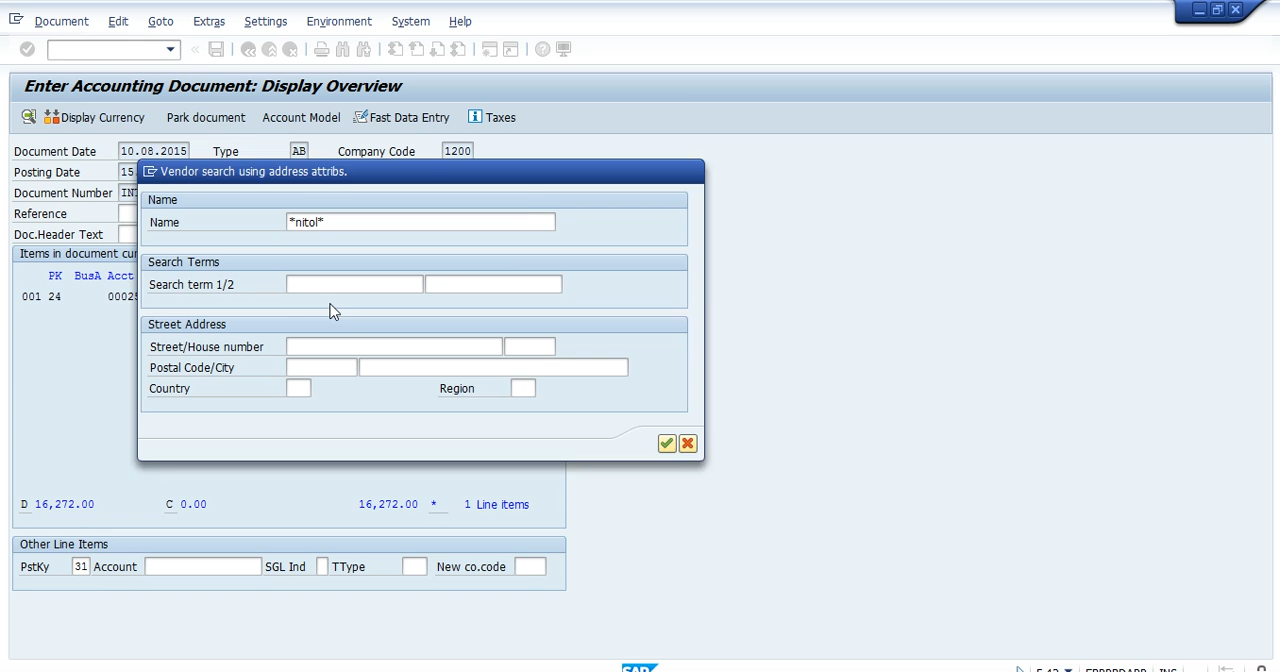 Document Edit Goto Extras Settings Environment System Help
Enter Accounting Document: Display Overview
Display Currency Park document Account Model Fast Data Entry Taxes
Document Date 10.08.2015 Type AB Company Code 1200
Posting Date 15.
Document Number INT
Reference
Doc.Header Text
Items in document cur
PK BusA Acct
001 24 00025
Vendor search using address attribs.
Name
Name *nitol*
Search Terms
Search term 1/2
Street Address
Street/House number
Postal Code/City
Country Region
D 16,272.00 C 0.00 16,272.00 * 1 Line items
Other Line Items
PstKy 31 Account SGL Ind TType New co.code
SAP